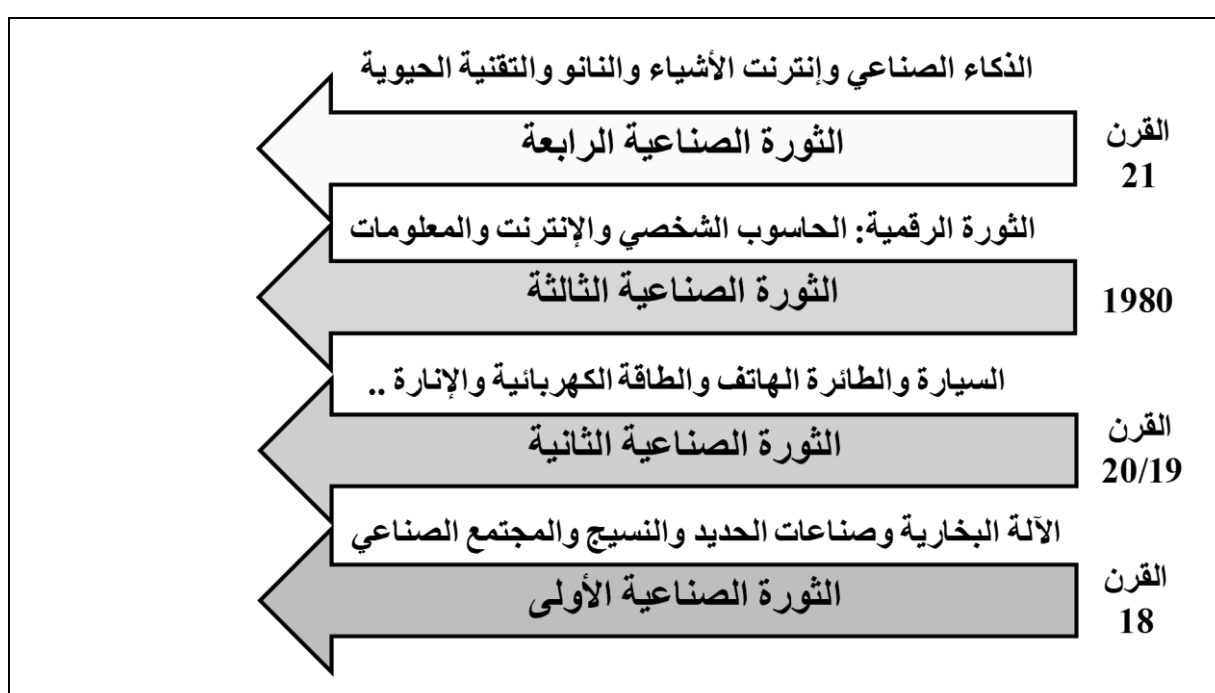 الذكاء الصناعي وإنترنت الأشياء والنانو والتقنية الحيوية
القرن
21
الثورة الصناعية الرابعة
الثورة الرقمية: الحاسوب الشخصي والإنترنت والمعلومات
1980
الثورة الصناعية الثالثة
السيارة والطائرة الهاتف والطاقة الكهربائية والإنارة ..
القرن
20/19
الثورة الصناعية الثانية
الآلة البخارية وصناعات الحديد والنسيج والمجتمع الصناعي
القرن
18
الثورة الصناعية الأولى